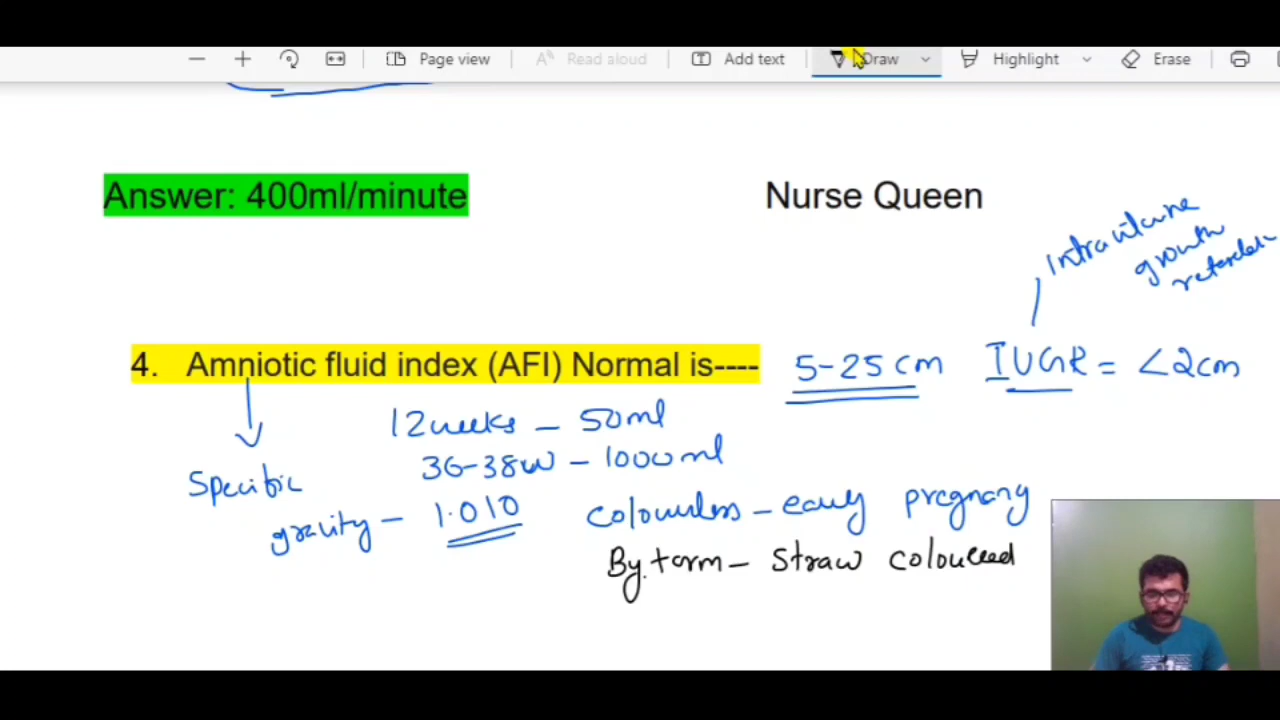 Page view Read aloud Add text Draw Highlight Erase
Answer: 400ml/minute Nurse Queen
Intrauterine
growth
4. Amniotic fluid index (AFI) Normal is---- 5-25 cm IUGR = <2cm
12 weeks - 50ml
36-38W - 1000ml
Specific
gravity - 1.010 colourless - early pregnancy
By term - Straw coloured